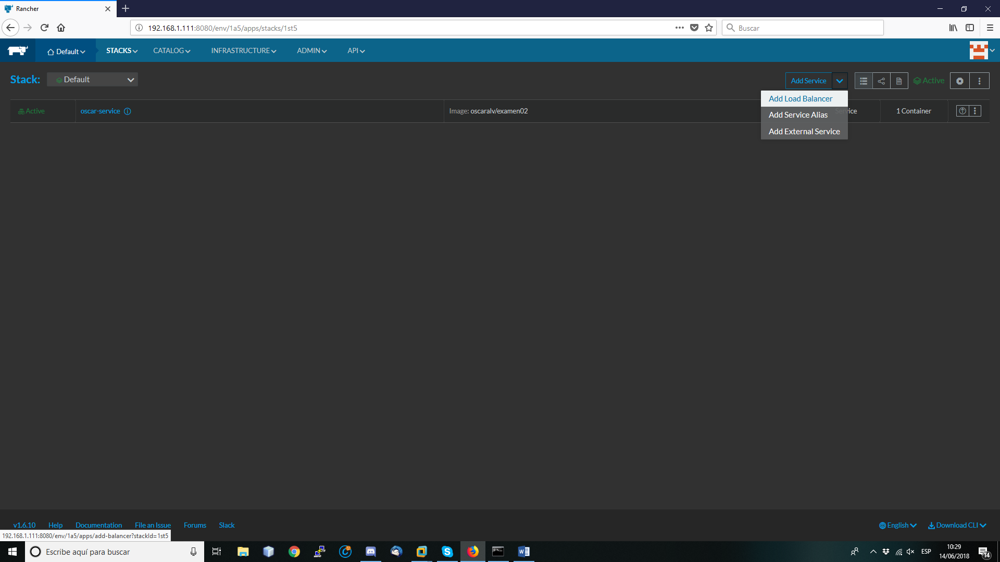 Rancher
192.168.1.111:8080/env/1a5/apps/stacks/1st5
Buscar
Default
STACKS
CATALOG
INFRASTRUCTURE
ADMIN
API
Stack:
Default
Add Service
Active
Add Load Balancer
Add Service Alias
Add External Service
Active
oscar-service
Image: oscaralv/examen02
Service
1 Container
v1.6.10
Help
Documentation
File an Issue
Forums
Slack
English
Download CLI
192.168.1.111:8080/env/1a5/apps/add-balancer?stackId=1st5
Escribe aquí para buscar
ESP
10:29
14/06/2018
14